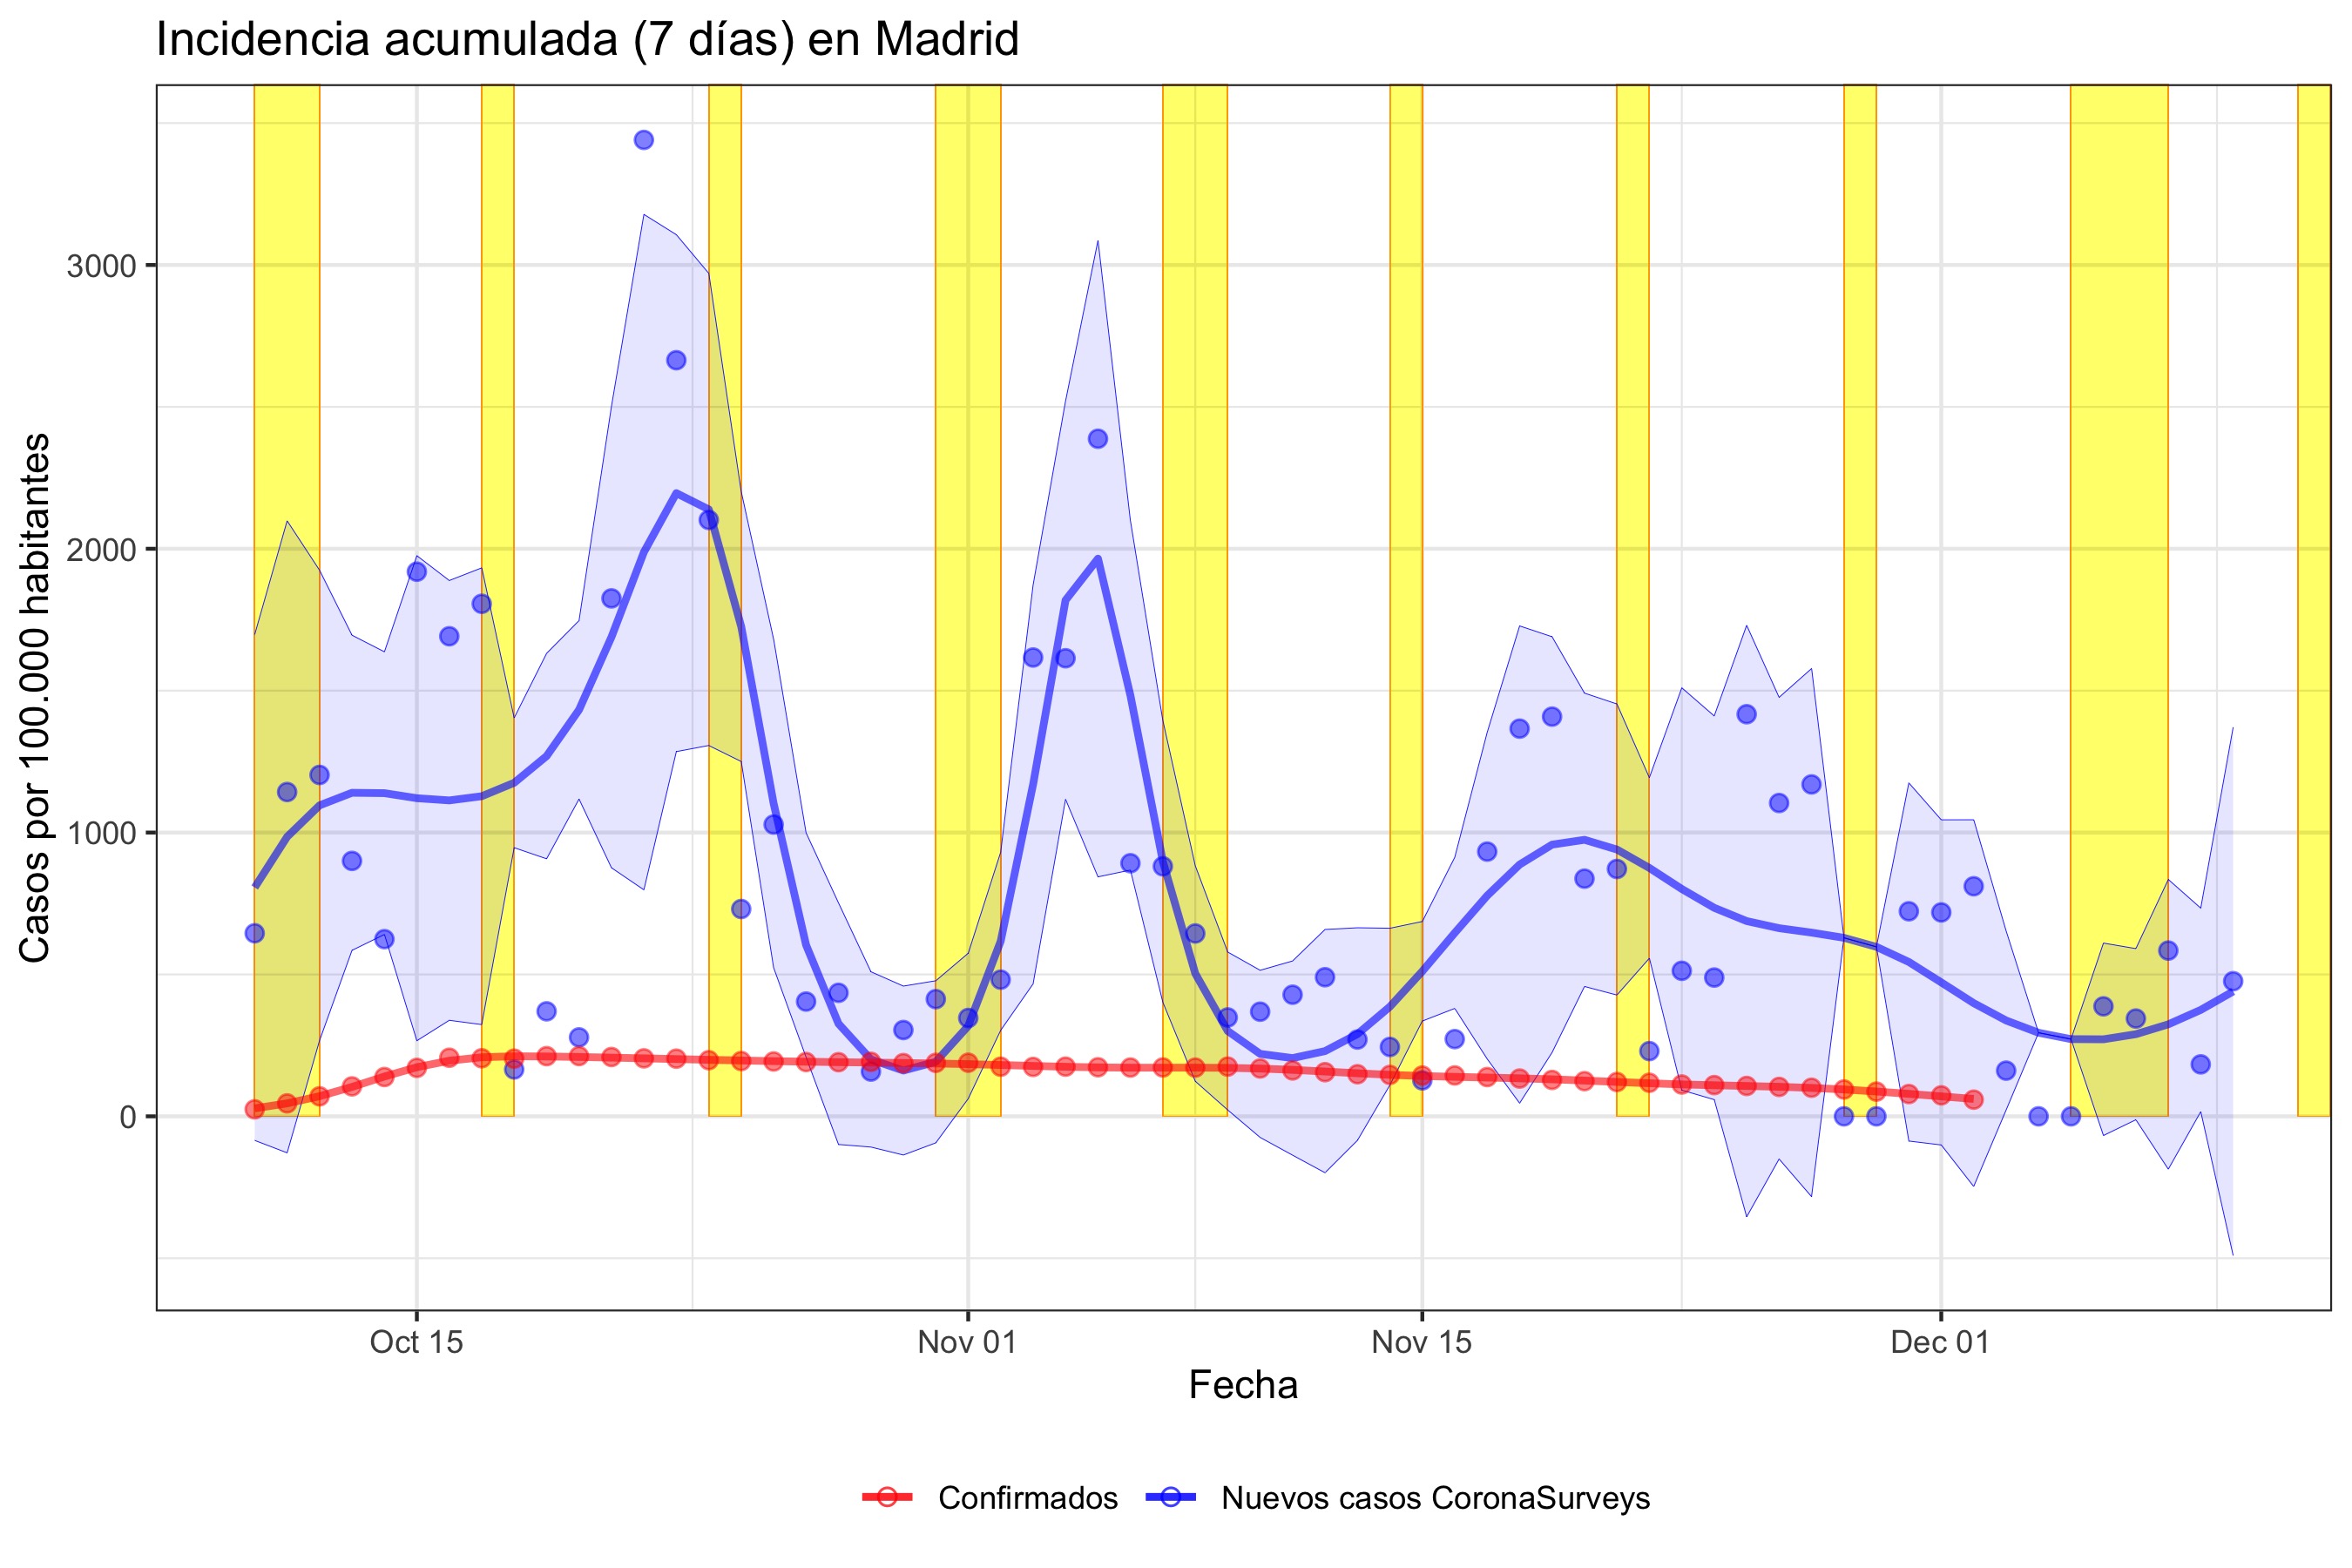 Incidencia acumulada (7 días) en Madrid
Casos por 100.000 habitantes
3000
2000
1000
0
Oct 15
Nov 01
Nov 15
Dec 01
Fecha
Confirmados
Nuevos casos CoronaSurveys